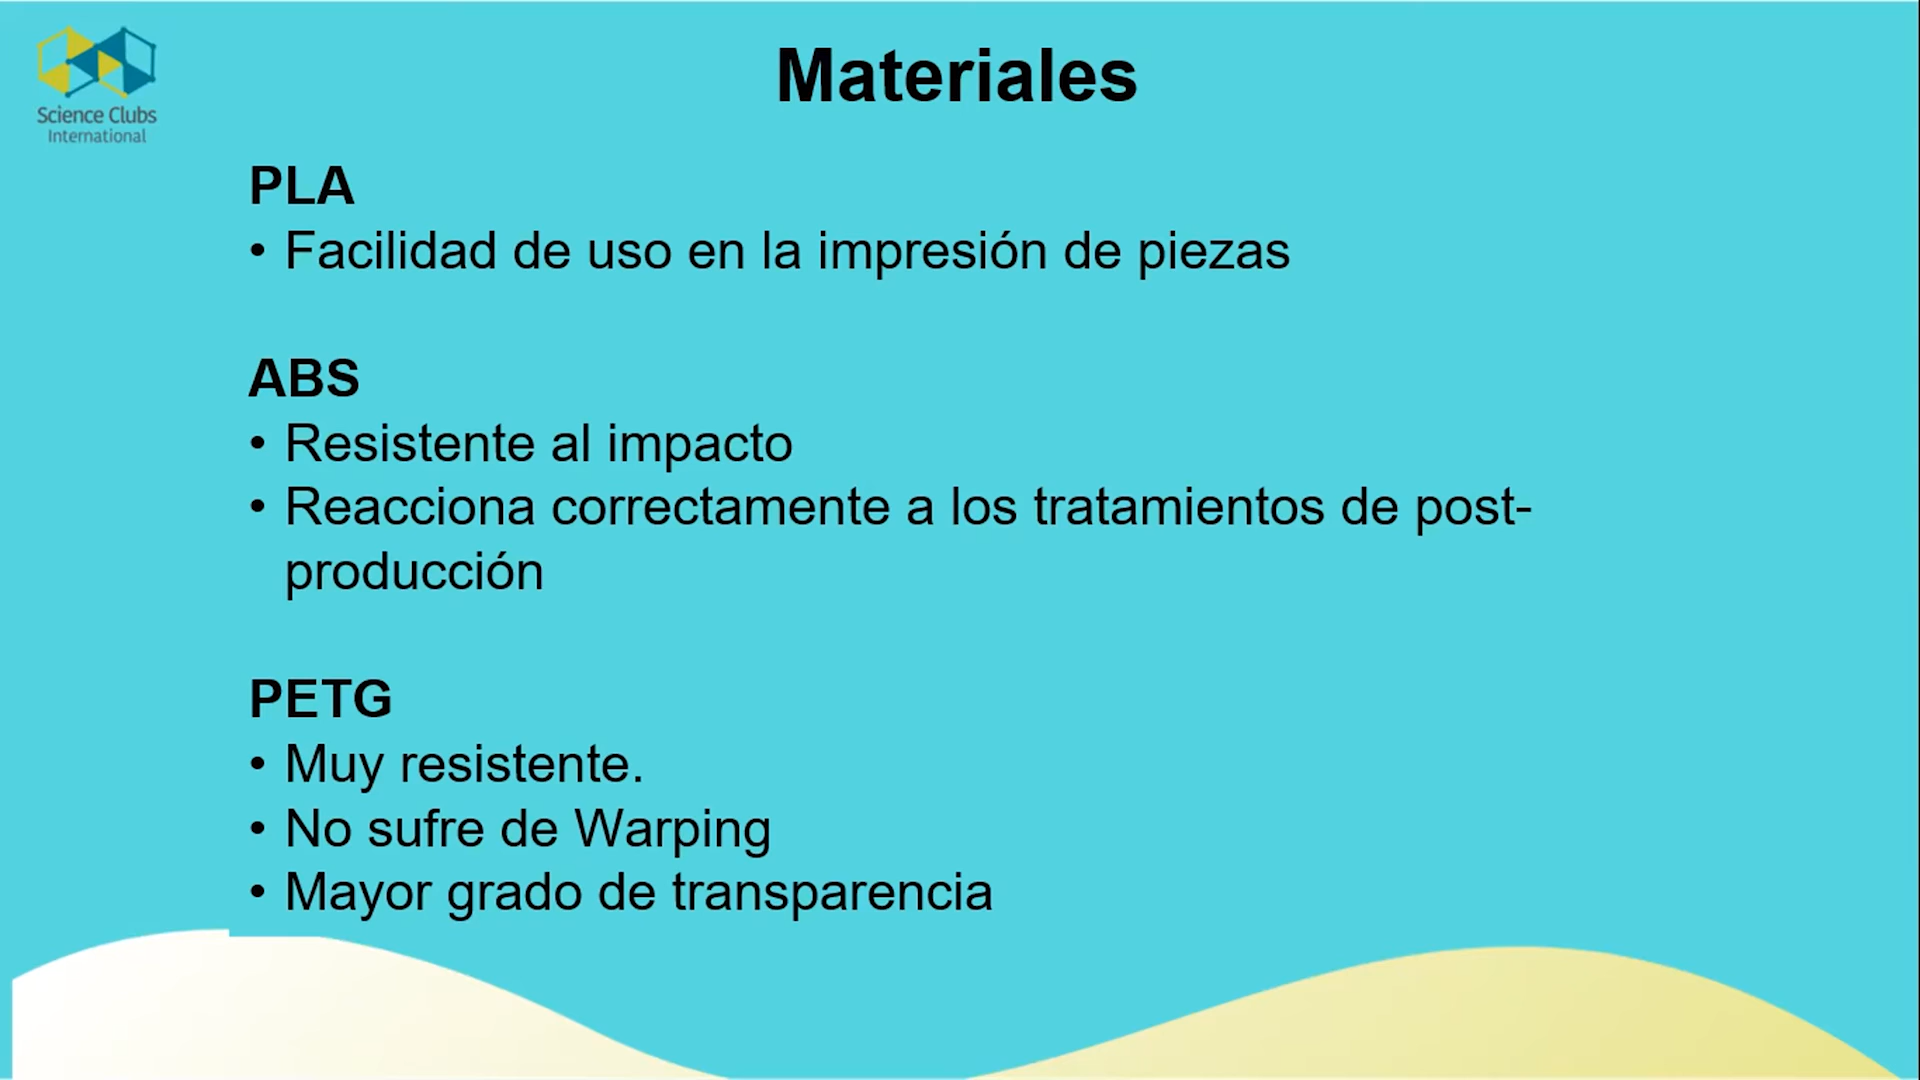 Science Clubs
International
Materiales
PLA
• Facilidad de uso en la impresión de piezas
ABS
• Resistente al impacto
• Reacciona correctamente a los tratamientos de post-
producción
PETG
• Muy resistente.
• No sufre de Warping
• Mayor grado de transparencia